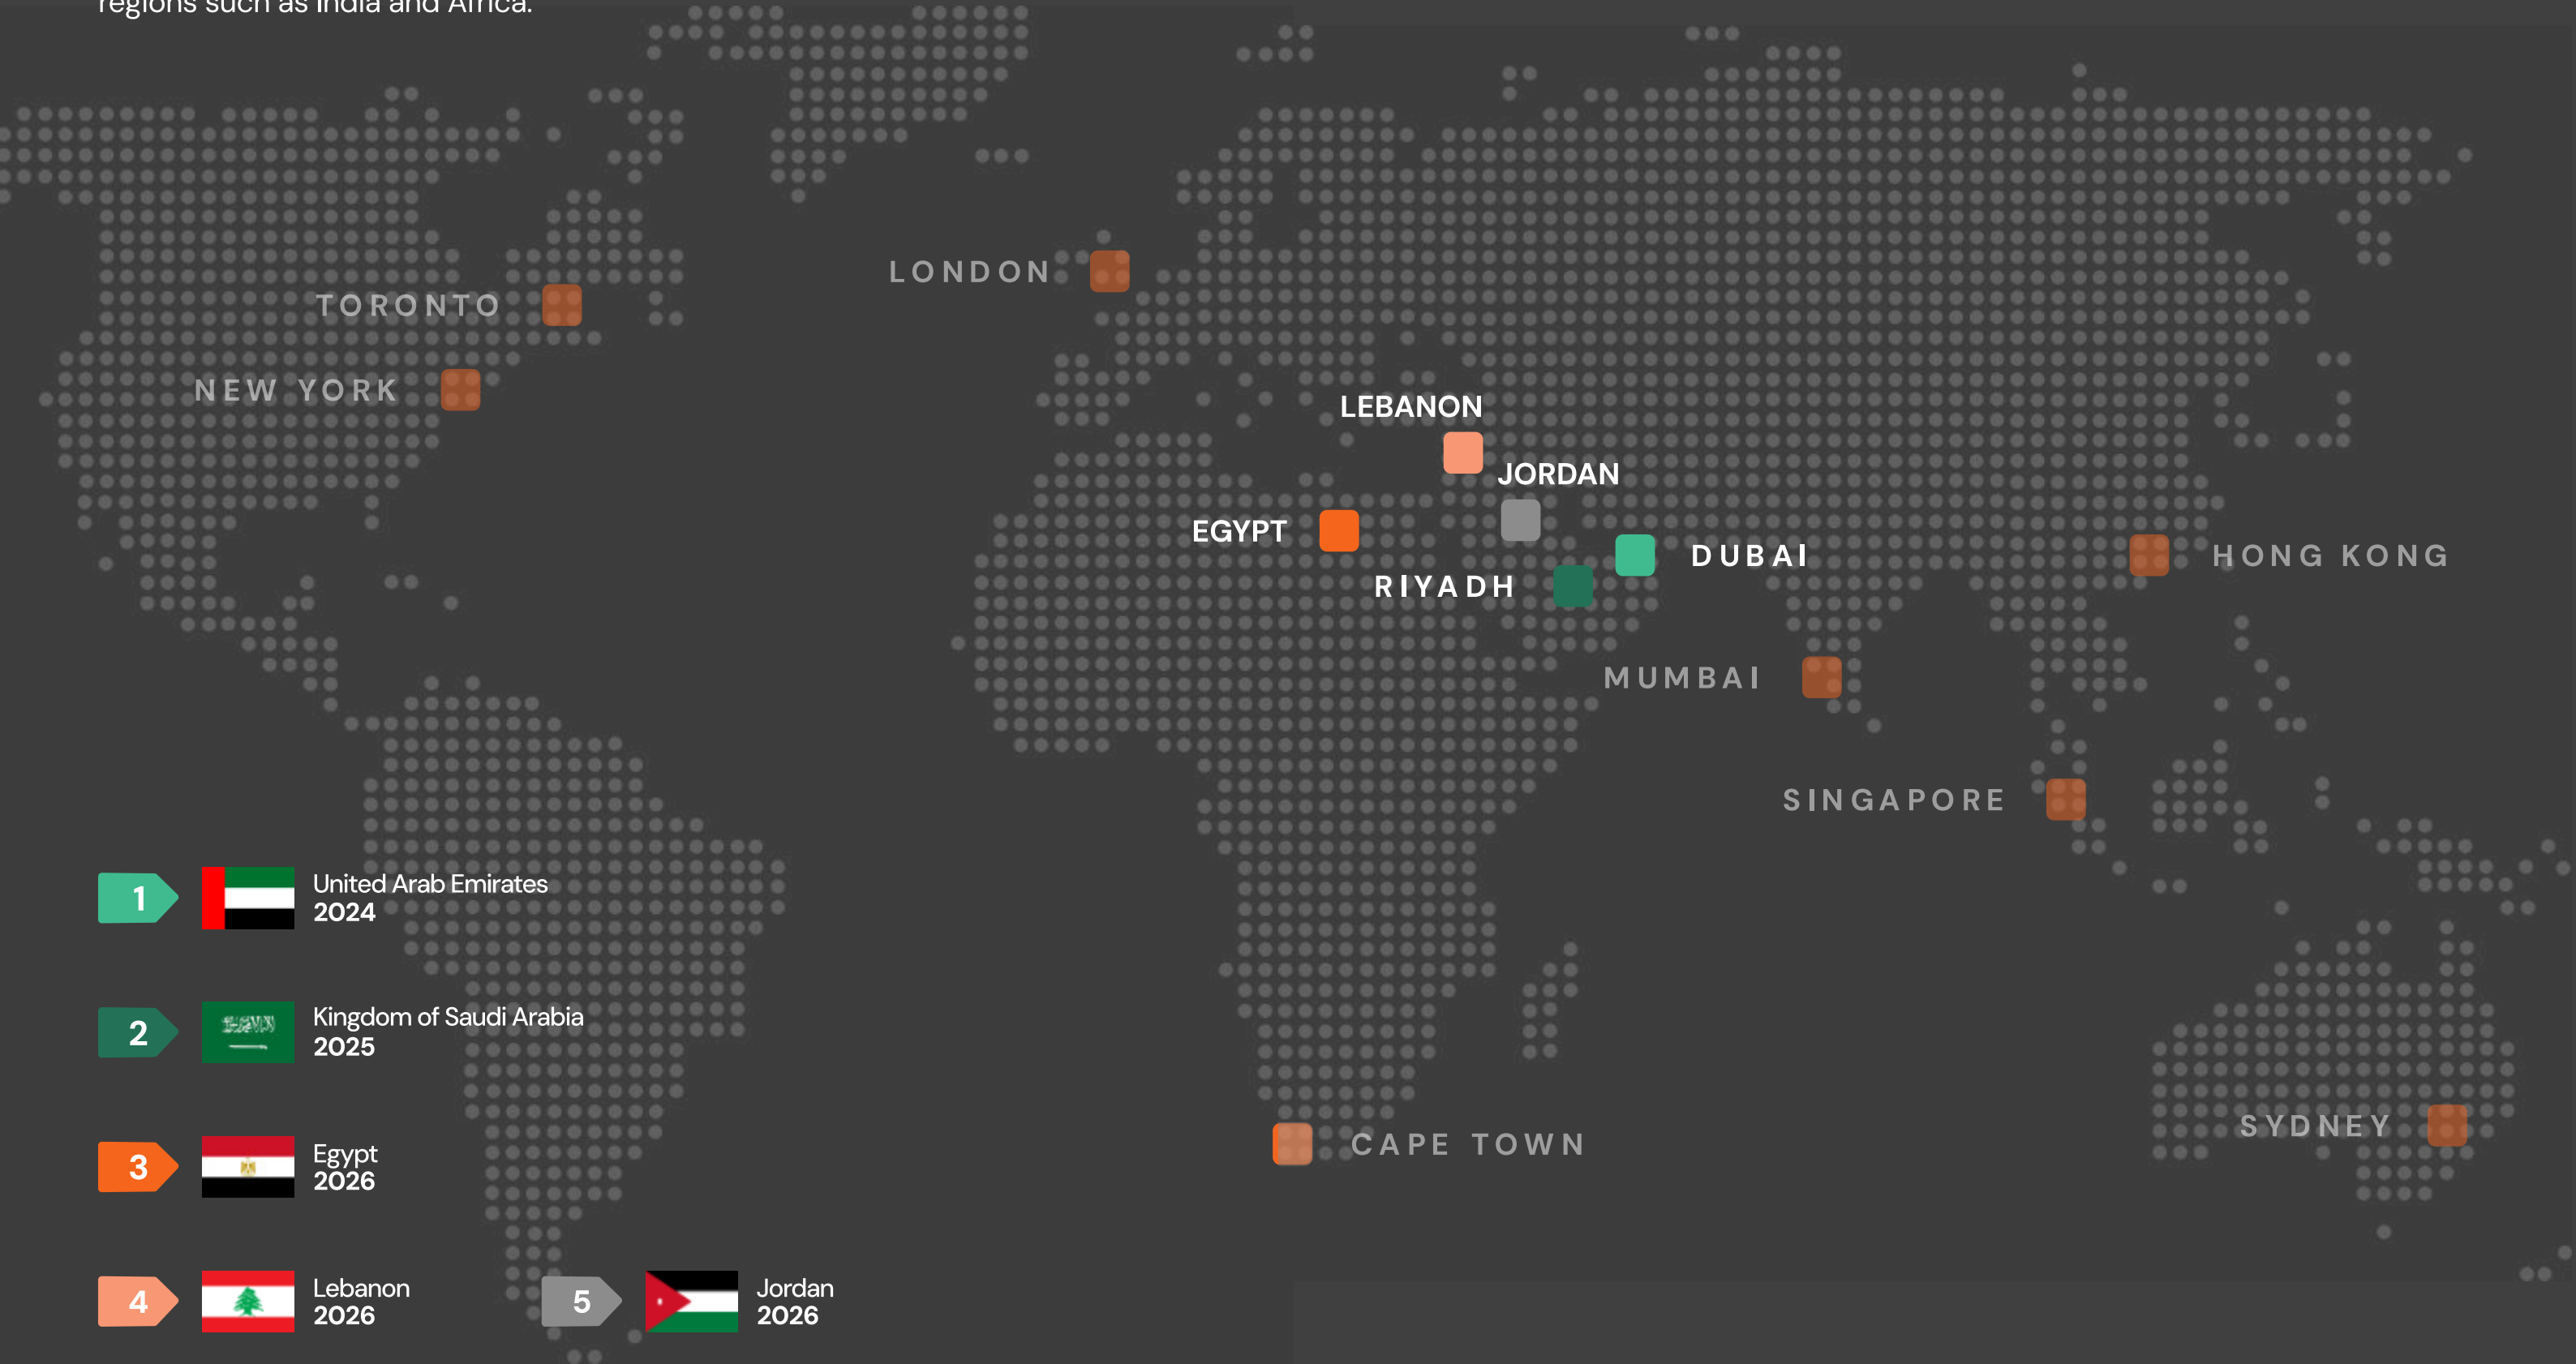 regions such as India and Africa.
LONDON
TORONTO
NEW YORK
LEBANON
JORDAN
EGYPT
DUBAI
HONG KONG
RIYADH
MUMBAI
SINGAPORE
1
United Arab Emirates
2024
2
Kingdom of Saudi Arabia
2025
SYDNEY
CAPE TOWN
3
Egypt
2026
4
Lebanon
2026
5
Jordan
2026